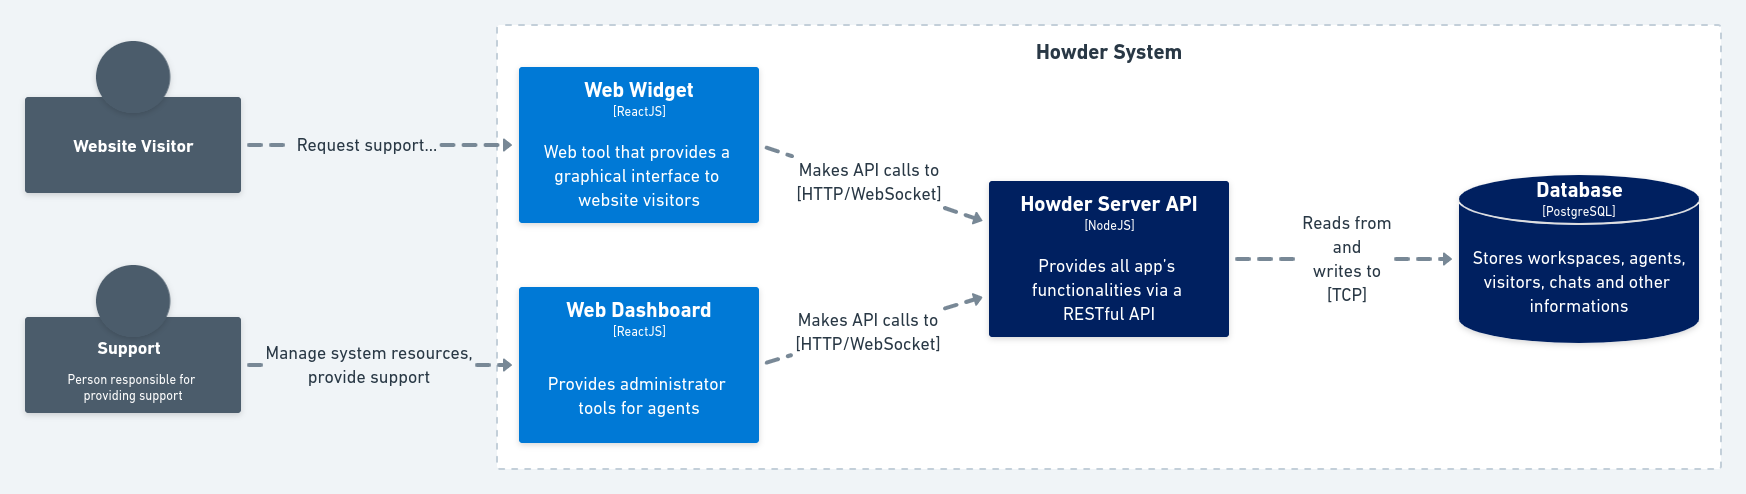 Howder System
Website Visitor
Request support...
Web Widget
[ReactJS]
Web tool that provides a
graphical interface to
website visitors
Makes API calls to
[HTTP/WebSocket]
Support
Person responsible for
providing support
Manage system resources,
provide support
Web Dashboard
[ReactJS]
Provides administrator
tools for agents
Makes API calls to
[HTTP/WebSocket]
Howder Server API
[NodeJS]
Provides all app's
functionalities via a
RESTful API
Reads from
and
writes to
[TCP]
Database
[PostgreSQL]
Stores workspaces, agents,
visitors, chats and other
informations